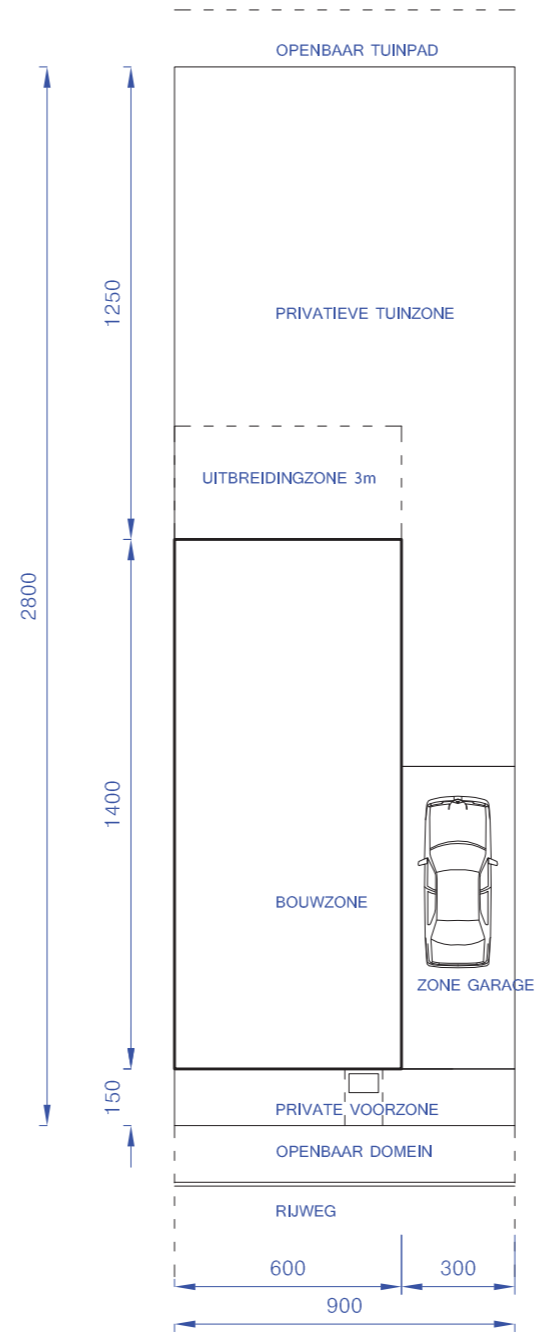 OPENBAAR TUINPAD
1250
PRIVATIEVE TUINZONE
UITBREIDINGZONE 3m
2800
1400
BOUWZONE
ZONE GARAGE
150
PRIVATE VOORZONE
OPENBAAR DOMEIN
RIJWEG
600
300
900